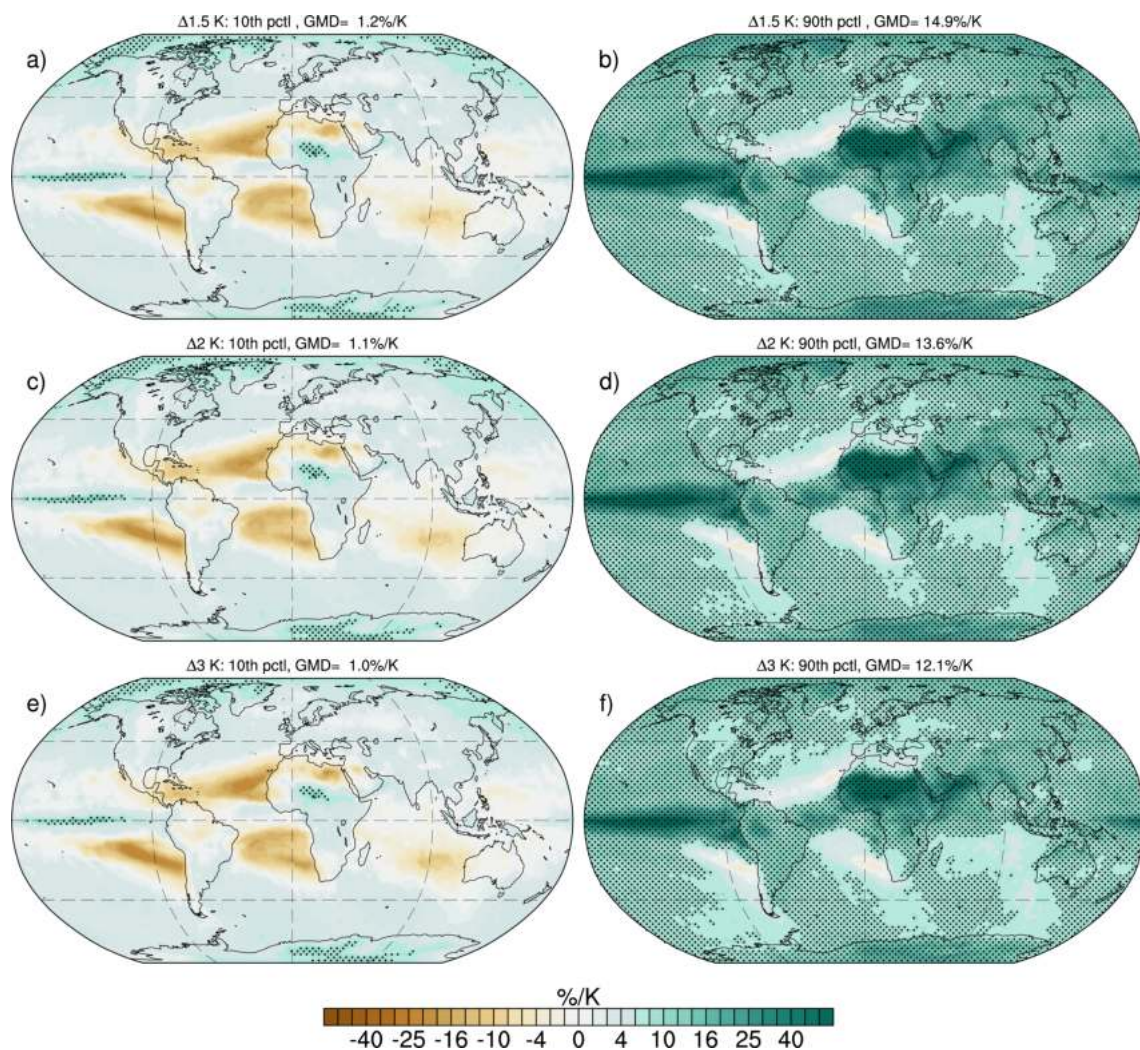 Δ1.5 K: 10th pctl , GMD= 1.2%/K
Δ1.5 K: 90th pctl , GMD= 14.9%/K
a)
b)
Δ2 K: 10th pctl, GMD= 1.1%/K
Δ2 K: 90th pctl, GMD= 13.6%/K
c)
d)
Δ3 K: 10th pctl, GMD= 1.0%/K
Δ3 K: 90th pctl, GMD= 12.1%/K
e)
f)
%/K
-40 -25 -16 -10 -4 0 4 10 16 25 40